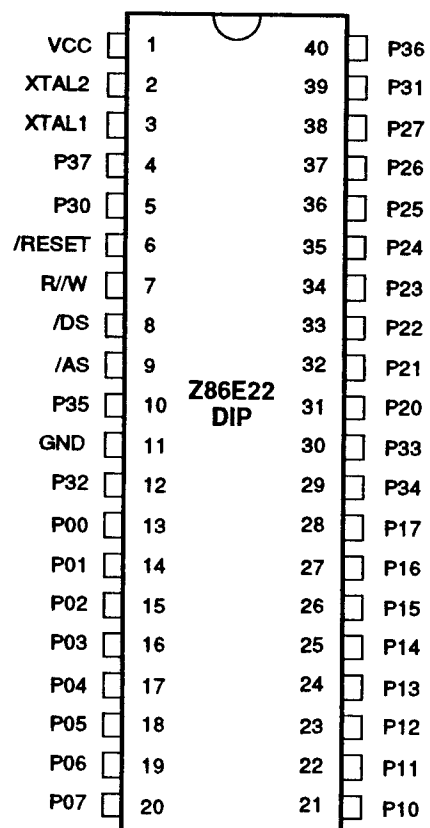 VCC 1 40 P36
XTAL2 2 39 P31
XTAL1 3 38 P27
P37 4 37 P26
P30 5 36 P25
/RESET 6 35 P24
R//W 7 34 P23
/DS 8 33 P22
/AS 9 32 P21
Z86E22
P35 10 31 P20
DIP
GND 11 30 P33
P32 12 29 P34
P00 13 28 P17
P01 14 27 P16
P02 15 26 P15
P03 16 25 P14
P04 17 24 P13
P05 18 23 P12
P06 19 22 P11
P07 20 21 P10